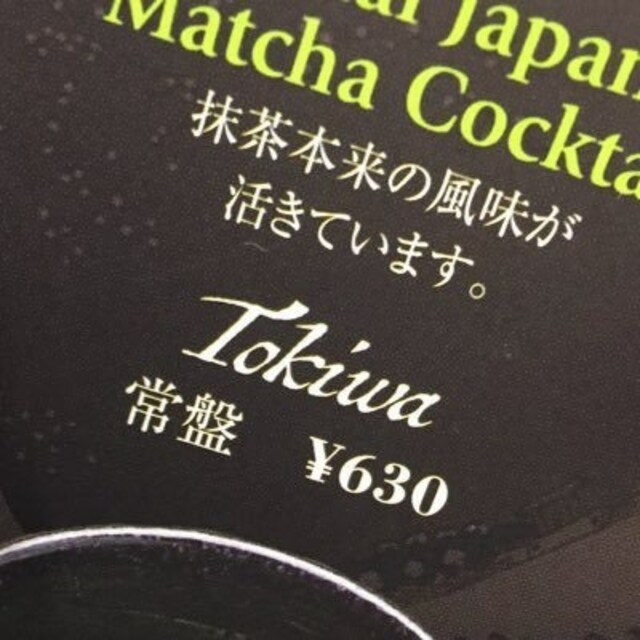 Matcha
抹茶本来の風味が
活きています。
Tokiwa
常盤 ¥630